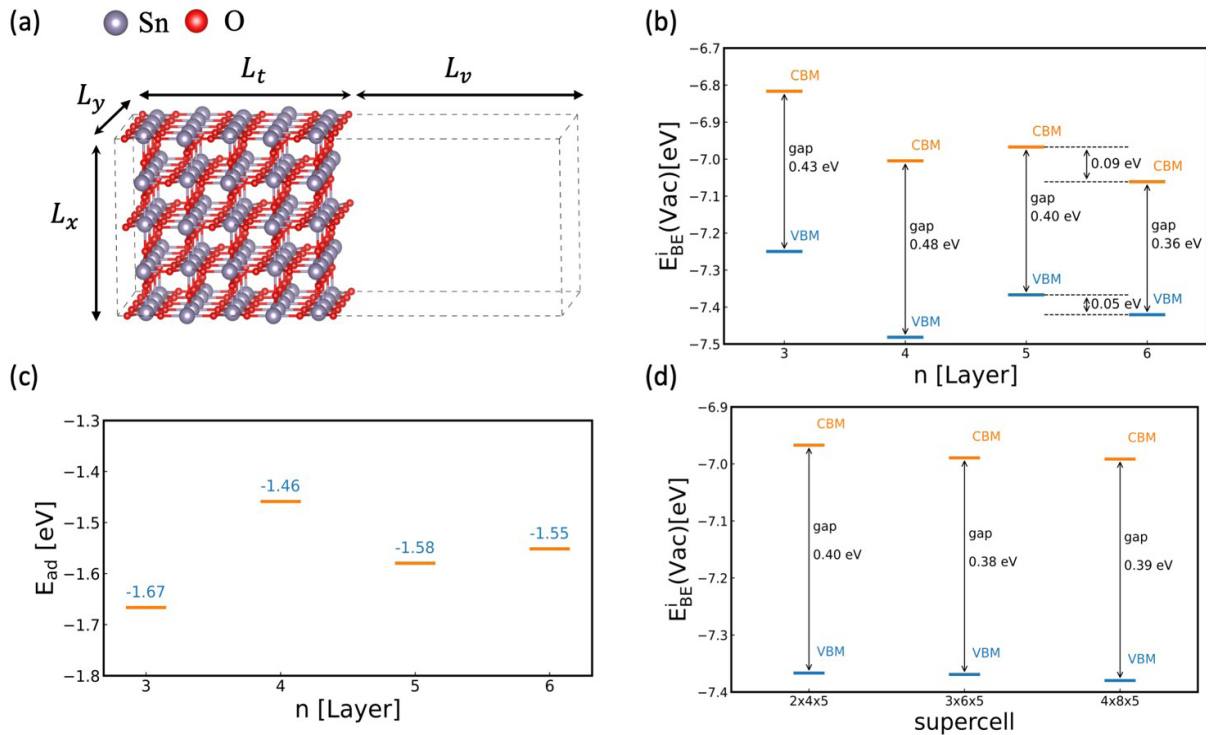 (a)
Sn O
L_t
L_v
L_y
L_x
(b)
E^i_BE(Vac)[eV]
−6.7
−6.8
−6.9
−7.0
−7.1
−7.2
−7.3
−7.4
−7.5
CBM
gap
0.43 eV
VBM
CBM
gap
0.48 eV
VBM
CBM
gap
0.40 eV
VBM
0.09 eV
CBM
gap
0.36 eV
0.05 eV
VBM
3 4 5 6
n [Layer]
(c)
E_ad [eV]
−1.3
−1.4
−1.5
−1.6
−1.7
−1.8
-1.67
-1.46
-1.58
-1.55
3 4 5 6
n [Layer]
(d)
E^i_BE(Vac)[eV]
−6.9
−7.0
−7.1
−7.2
−7.3
−7.4
CBM
gap
0.40 eV
VBM
CBM
gap
0.38 eV
VBM
CBM
gap
0.39 eV
VBM
2x4x5 3x6x5 4x8x5
supercell